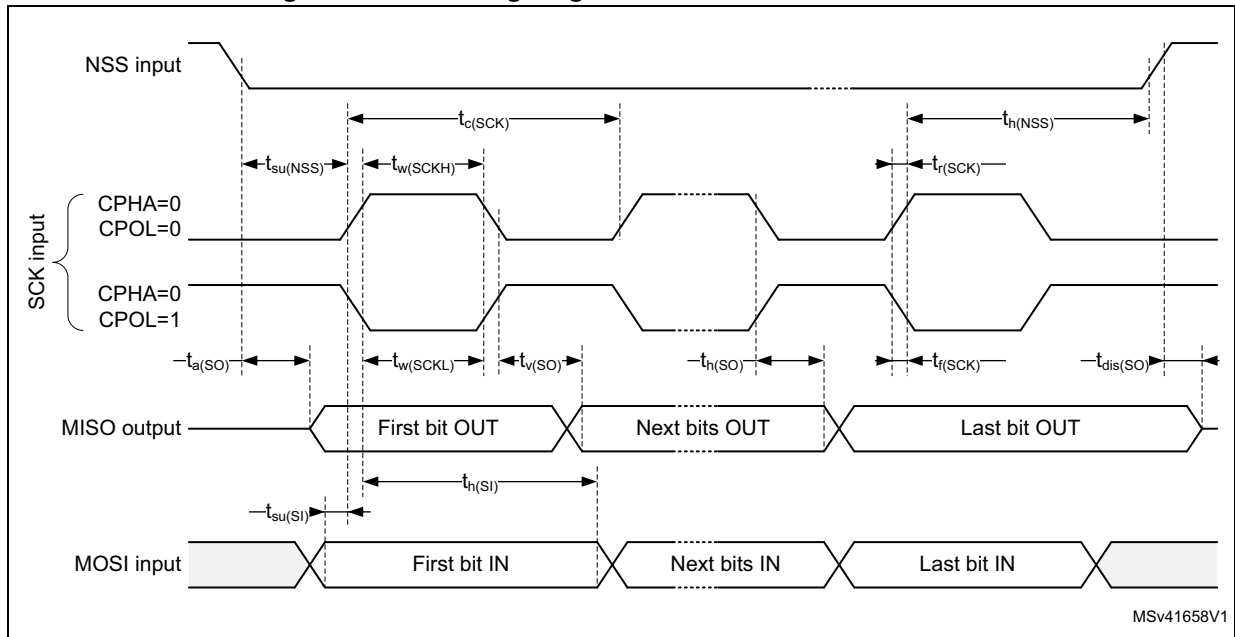 NSS input
tc(SCK)
th(NSS)
tsu(NSS)
tw(SCKH)
tr(SCK)
CPHA=0
CPOL=0
SCK input
CPHA=0
CPOL=1
ta(SO)
tw(SCKL)
tv(SO)
th(SO)
tf(SCK)
tdis(SO)
MISO output
First bit OUT
Next bits OUT
Last bit OUT
th(SI)
tsu(SI)
MOSI input
First bit IN
Next bits IN
Last bit IN
MSv41658V1